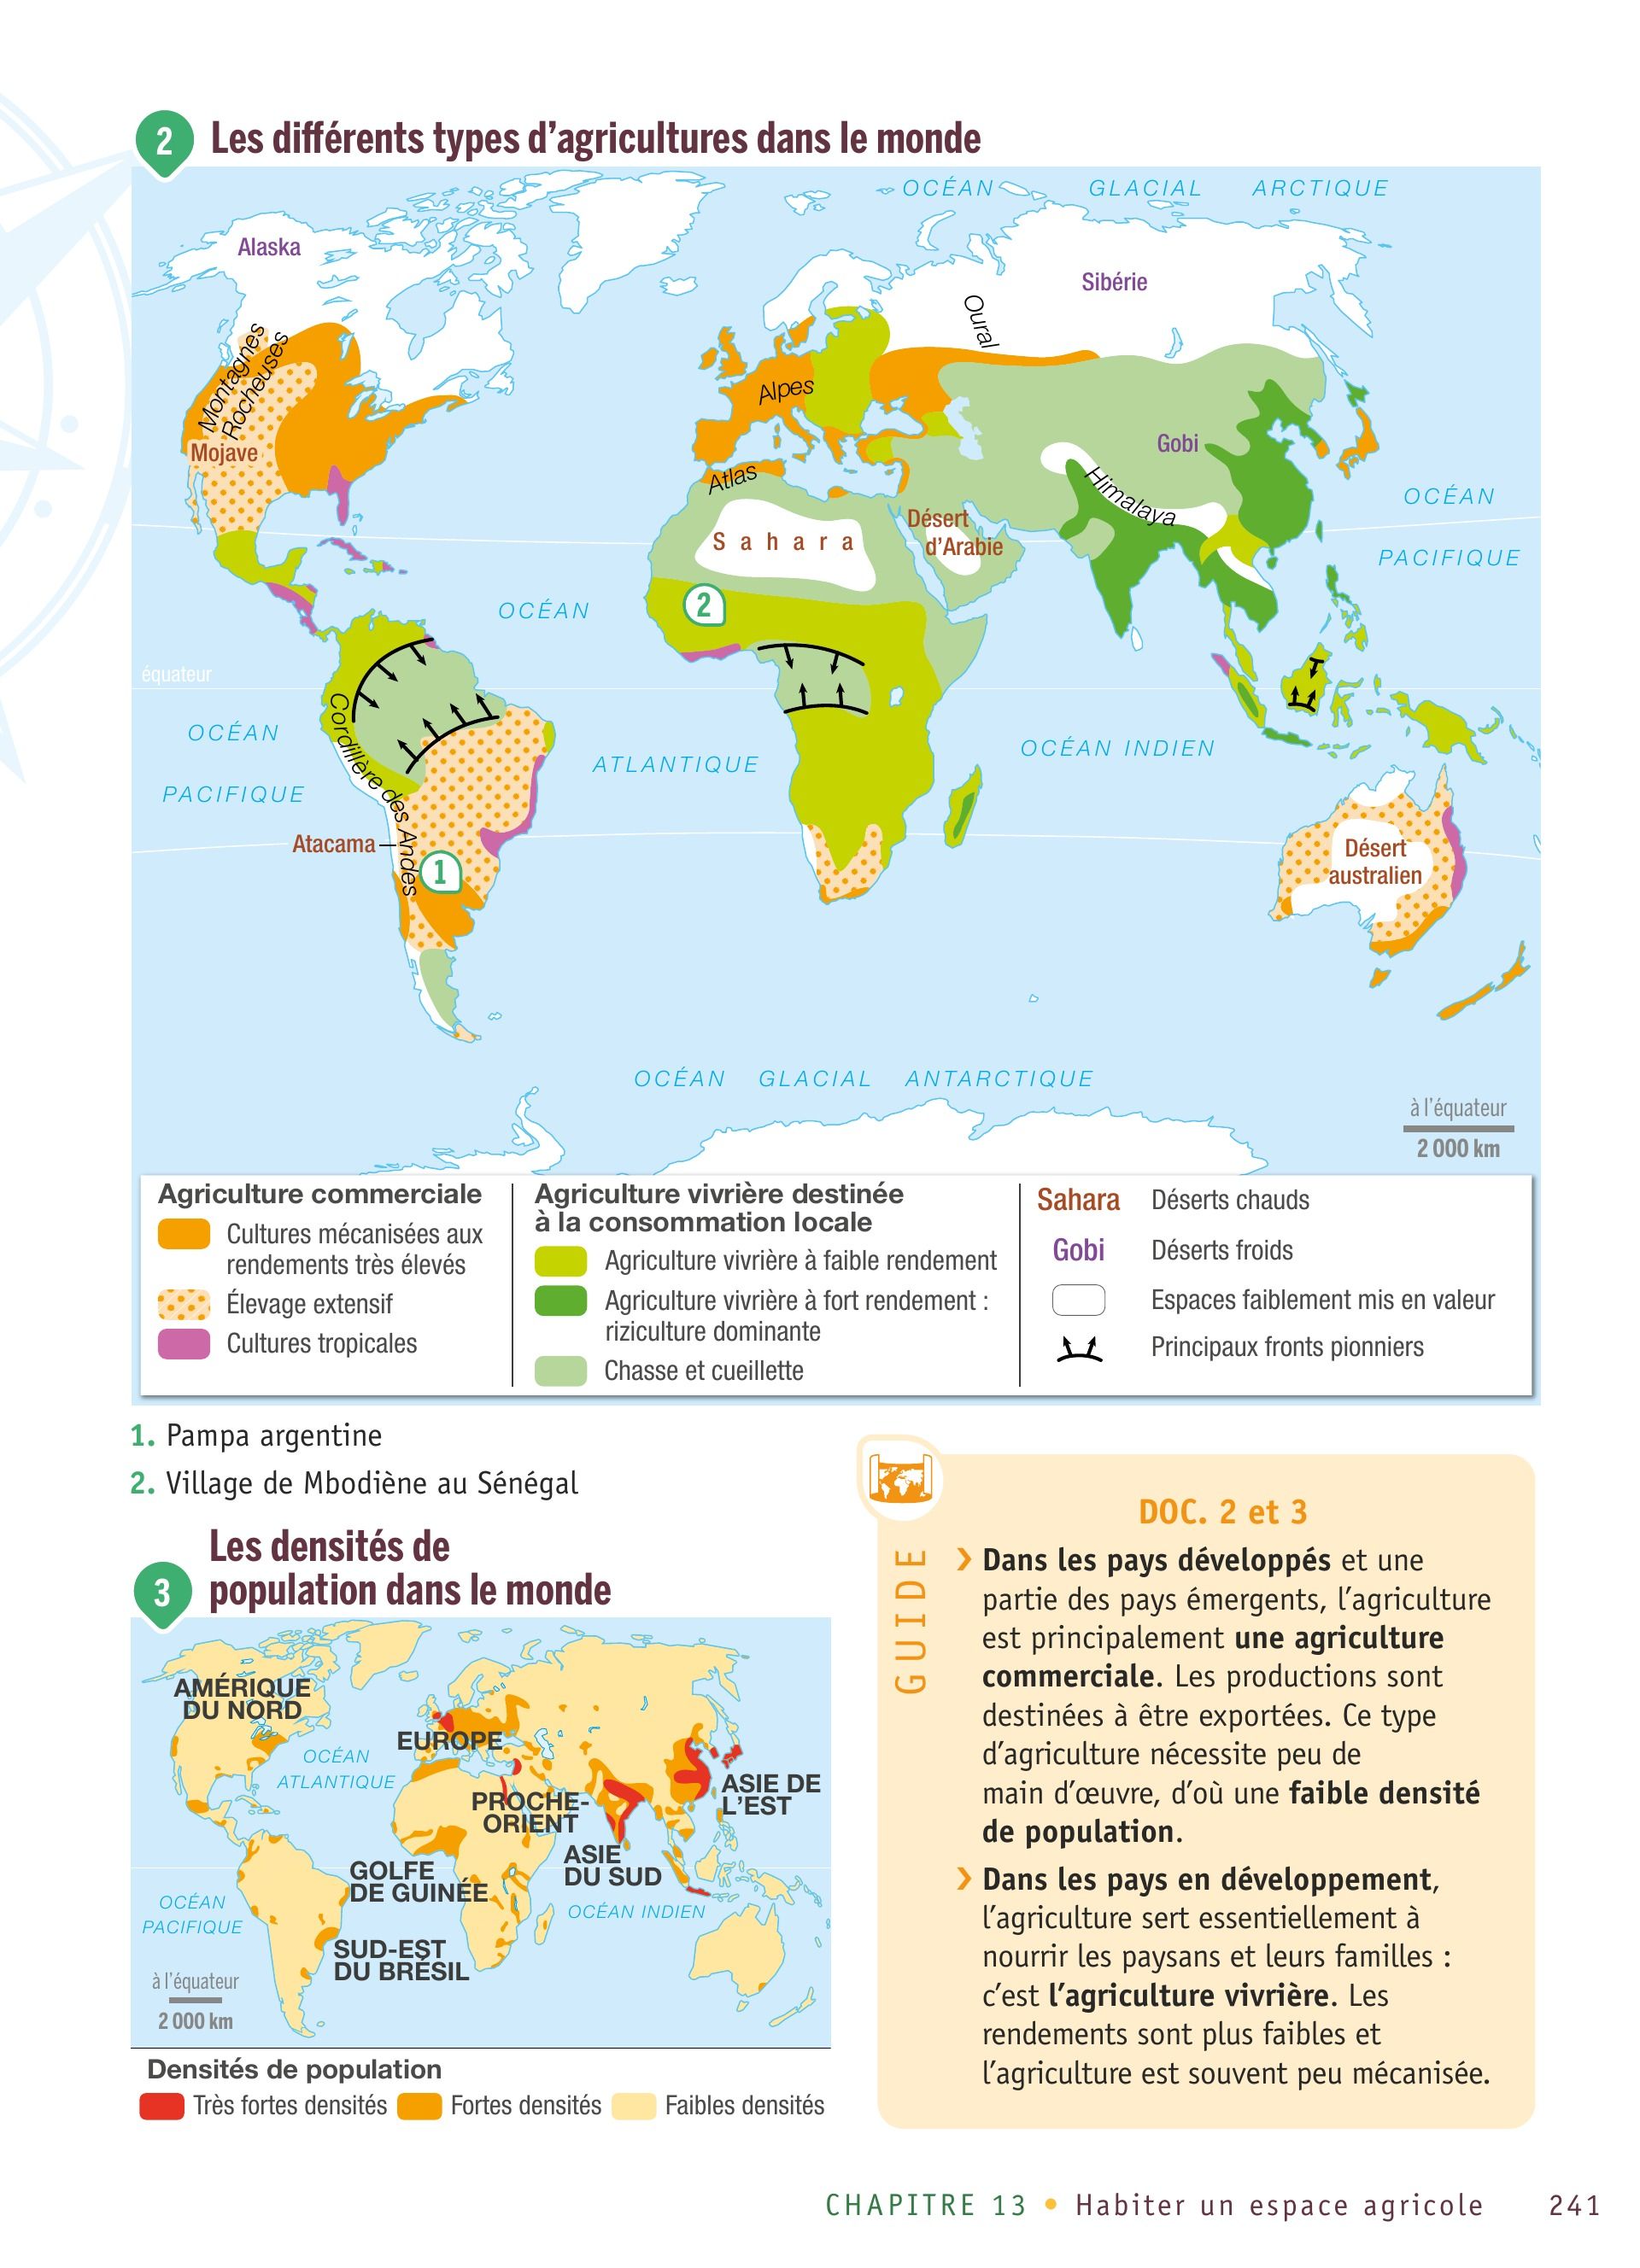 2
Les différents types d’agricultures dans le monde
OCÉAN GLACIAL ARCTIQUE
Alaska
Sibérie
Oural
Montagnes
Rocheuses
Alpes
Mojave
Gobi
Atlas
Himalaya
OCÉAN
PACIFIQUE
Désert
d’Arabie
Sahara
2
OCÉAN
ATLANTIQUE
équateur
Cordillère des Andes
OCÉAN
PACIFIQUE
OCÉAN INDIEN
Atacama
1
Désert
australien
OCÉAN GLACIAL ANTARCTIQUE
à l’équateur
2 000 km
Agriculture commerciale
Cultures mécanisées aux
rendements très élevés
Élevage extensif
Cultures tropicales
Agriculture vivrière destinée
à la consommation locale
Agriculture vivrière à faible rendement
Agriculture vivrière à fort rendement :
riziculture dominante
Chasse et cueillette
Sahara Déserts chauds
Gobi Déserts froids
Espaces faiblement mis en valeur
Principaux fronts pionniers
1. Pampa argentine
2. Village de Mbodiène au Sénégal
3
Les densités de
population dans le monde
AMÉRIQUE
DU NORD
EUROPE
OCÉAN
ATLANTIQUE
PROCHE-
ORIENT
ASIE DE
L’EST
ASIE
DU SUD
GOLFE
DE GUINÉE
OCÉAN
PACIFIQUE
OCÉAN INDIEN
SUD-EST
DU BRÉSIL
à l’équateur
2 000 km
Densités de population
Très fortes densités Fortes densités Faibles densités
GUIDE
DOC. 2 et 3
› Dans les pays développés et une
partie des pays émergents, l’agriculture
est principalement une agriculture
commerciale. Les productions sont
destinées à être exportées. Ce type
d’agriculture nécessite peu de
main d’œuvre, d’où une faible densité
de population.
› Dans les pays en développement,
l’agriculture sert essentiellement à
nourrir les paysans et leurs familles :
c’est l’agriculture vivrière. Les
rendements sont plus faibles et
l’agriculture est souvent peu mécanisée.
CHAPITRE 13 • Habiter un espace agricole 241